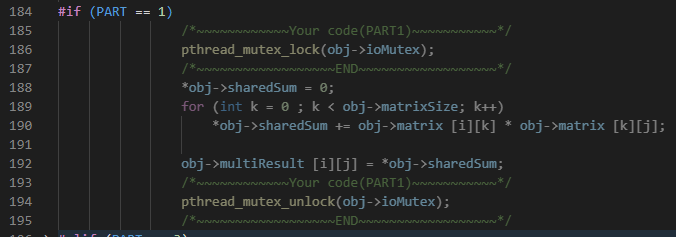 184 #if (PART == 1)
185 /*~~~~~~~~~~~~Your code(PART1)~~~~~~~~~~~*/
186 pthread_mutex_lock(obj->ioMutex);
187 /*~~~~~~~~~~~~~~~~~~END~~~~~~~~~~~~~~~~~~*/
188 *obj->sharedSum = 0;
189 for (int k = 0 ; k < obj->matrixSize; k++)
190 *obj->sharedSum += obj->matrix [i][k] * obj->matrix [k][j];
191
192 obj->multiResult [i][j] = *obj->sharedSum;
193 /*~~~~~~~~~~~~Your code(PART1)~~~~~~~~~~~*/
194 pthread_mutex_unlock(obj->ioMutex);
195 /*~~~~~~~~~~~~~~~~~~END~~~~~~~~~~~~~~~~~~*/